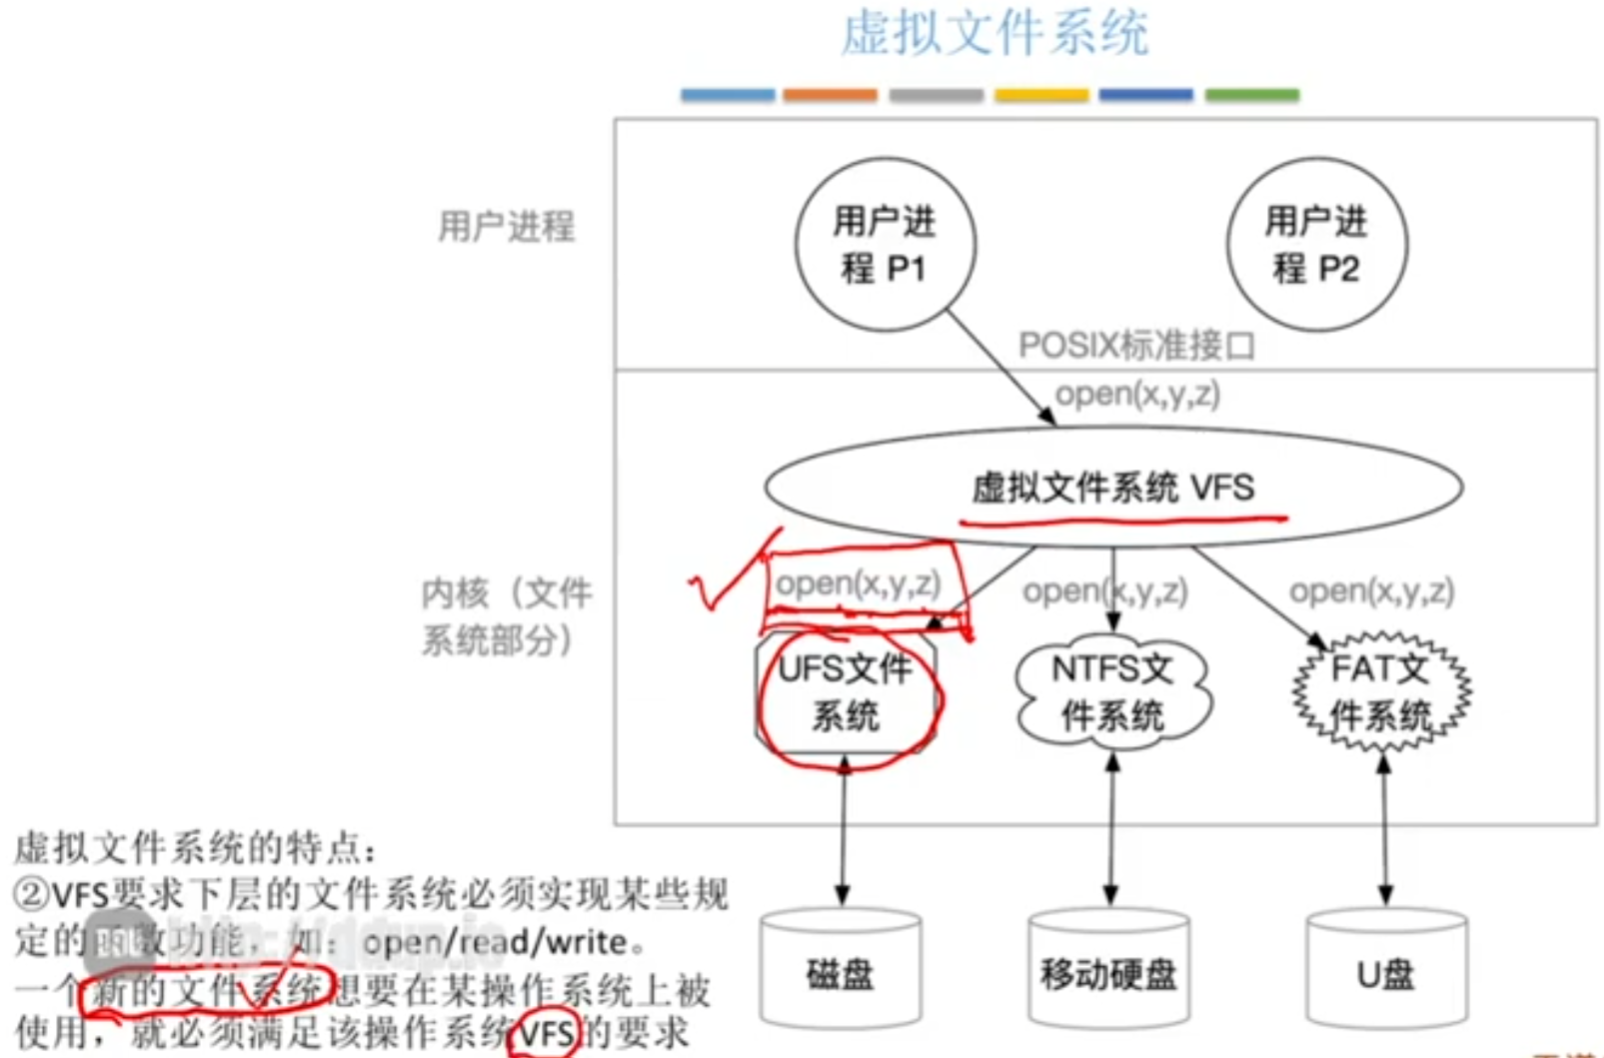 虚拟文件系统
用户进程
用户进
程 P1
用户进
程 P2
POSIX标准接口
open(x,y,z)
虚拟文件系统 VFS
内核（文件
系统部分）
open(x,y,z)
open(x,y,z)
open(x,y,z)
UFS文件
系统
NTFS文
件系统
FAT文
件系统
磁盘
移动硬盘
U盘
虚拟文件系统的特点：
②VFS要求下层的文件系统必须实现某些规
定的函数功能，如：open/read/write。
一个新的文件系统想要在某操作系统上被
使用，就必须满足该操作系统VFS的要求